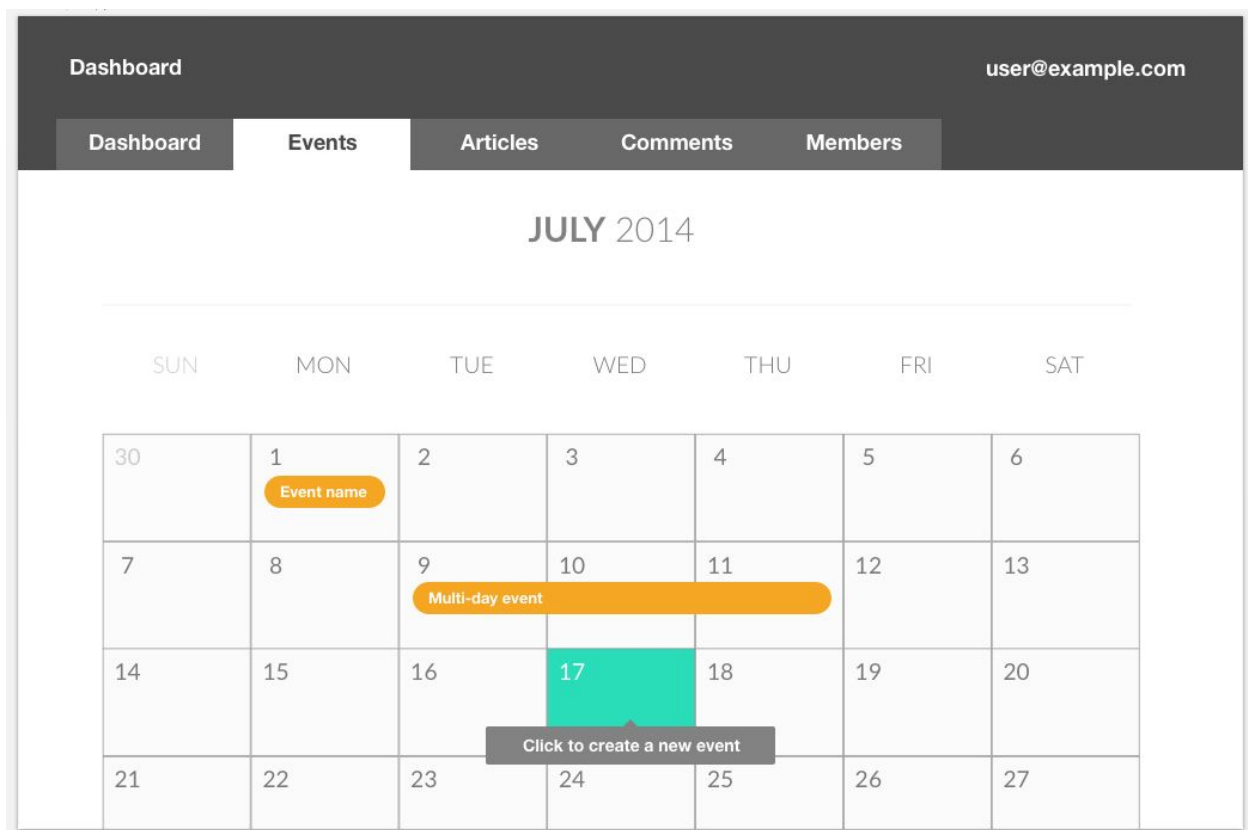 Dashboard user@example.com
Dashboard Events Articles Comments Members
JULY 2014
SUN MON TUE WED THU FRI SAT
30 1 2 3 4 5 6
Event name
7 8 9 10 11 12 13
Multi-day event
14 15 16 17 18 19 20
Click to create a new event
21 22 23 24 25 26 27